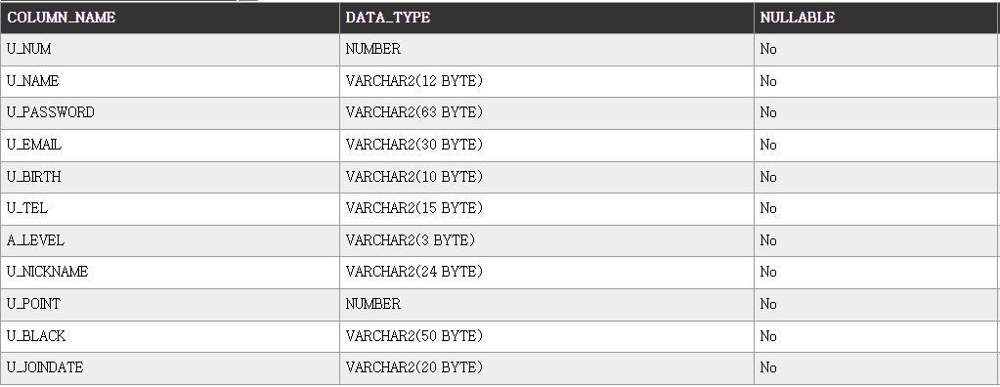 COLUMN_NAME DATA_TYPE NULLABLE
U_NUM NUMBER No
U_NAME VARCHAR2(12 BYTE) No
U_PASSWORD VARCHAR2(63 BYTE) No
U_EMAIL VARCHAR2(30 BYTE) No
U_BIRTH VARCHAR2(10 BYTE) No
U_TEL VARCHAR2(15 BYTE) No
A_LEVEL VARCHAR2(3 BYTE) No
U_NICKNAME VARCHAR2(24 BYTE) No
U_POINT NUMBER No
U_BLACK VARCHAR2(50 BYTE) No
U_JOINDATE VARCHAR2(20 BYTE) No